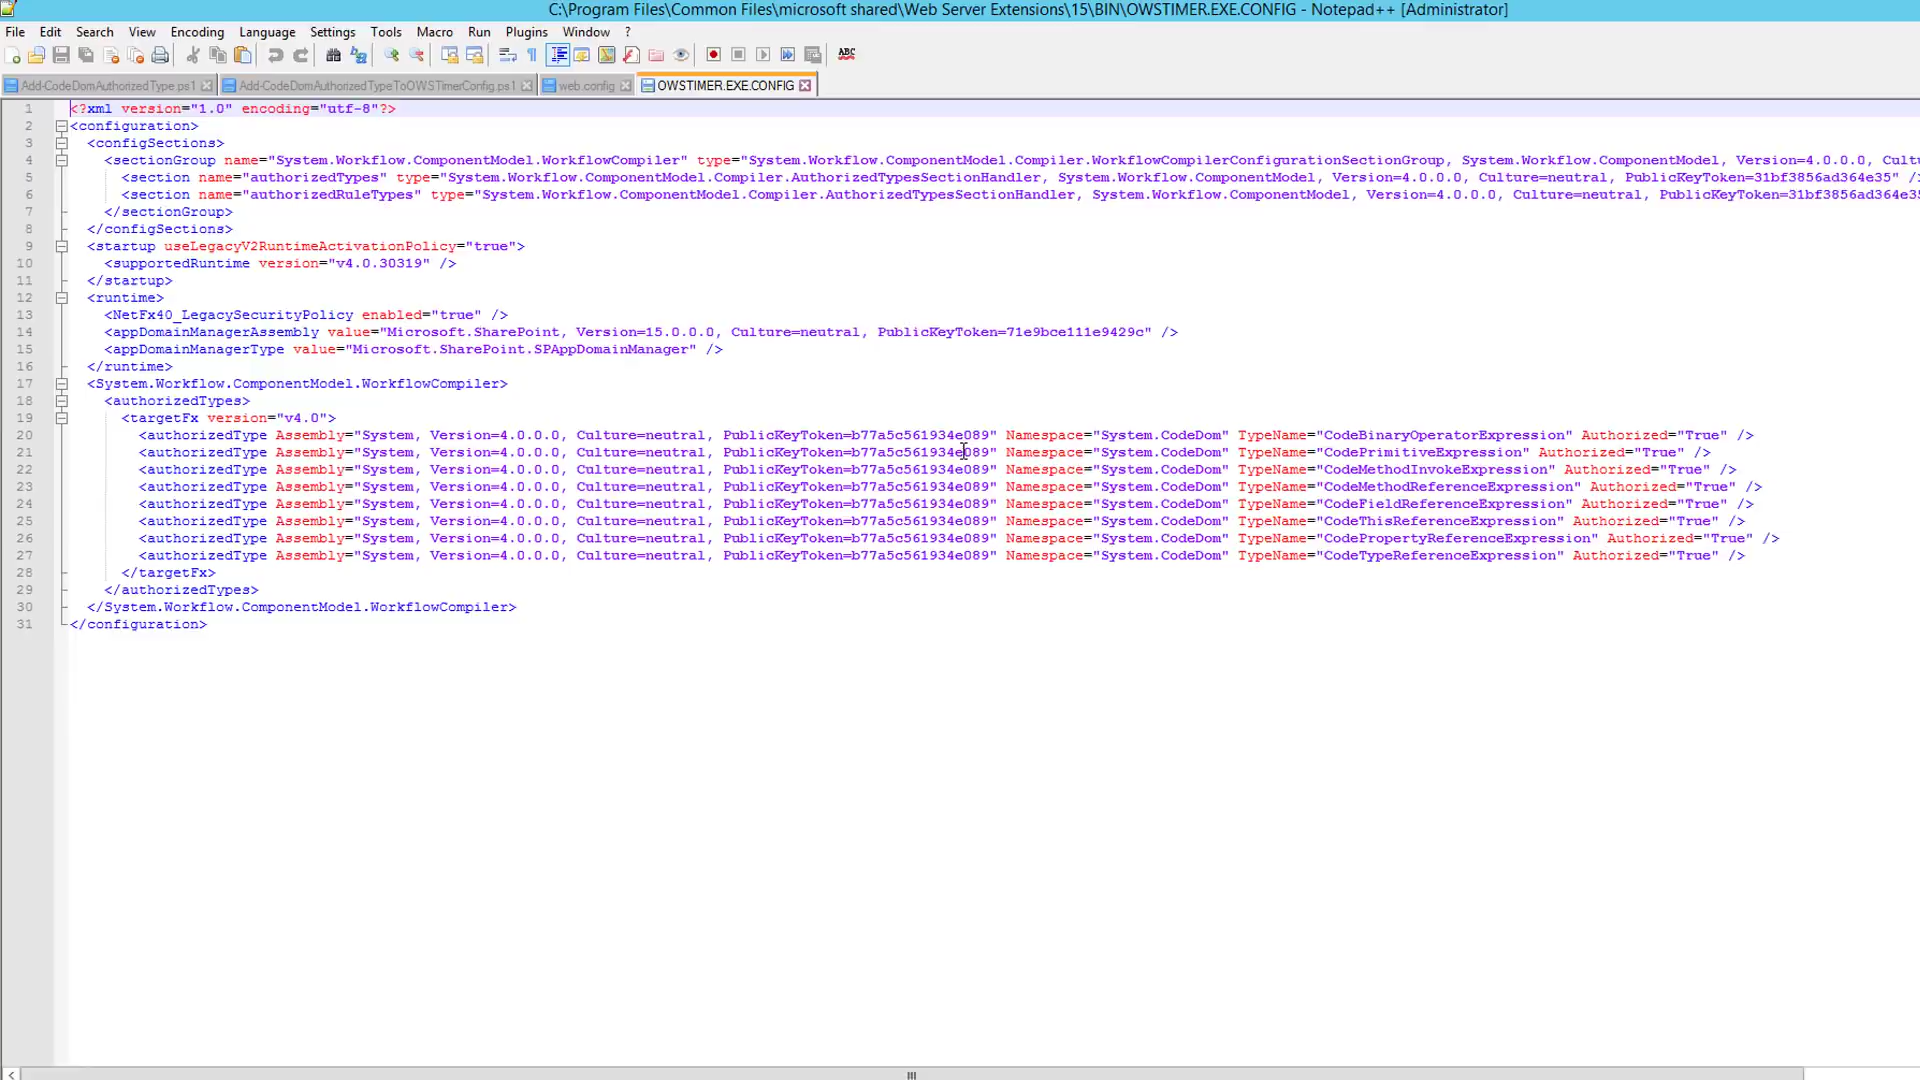 C:\Program Files\Common Files\microsoft shared\Web Server Extensions\15\BIN\OWSTIMER.EXE.CONFIG - Notepad++ [Administrator]
File Edit Search View Encoding Language Settings Tools Macro Run Plugins Window ?
ABC
Add-CodeDomAuthorizedType.ps1 Add-CodeDomAuthorizedTypeToOWSTimerConfig.ps1 web.config OWSTIMER.EXE.CONFIG
1 <?xml version="1.0" encoding="utf-8"?>
2 <configuration>
3 <configSections>
4 <sectionGroup name="System.Workflow.ComponentModel.WorkflowCompiler" type="System.Workflow.ComponentModel.Compiler.WorkflowCompilerConfigurationSectionGroup, System.Workflow.ComponentModel, Version=4.0.0.0, Cult
5 <section name="authorizedTypes" type="System.Workflow.ComponentModel.Compiler.AuthorizedTypesSectionHandler, System.Workflow.ComponentModel, Version=4.0.0.0, Culture=neutral, PublicKeyToken=31bf3856ad364e35" />
6 <section name="authorizedRuleTypes" type="System.Workflow.ComponentModel.Compiler.AuthorizedTypesSectionHandler, System.Workflow.ComponentModel, Version=4.0.0.0, Culture=neutral, PublicKeyToken=31bf3856ad364e35
7 </sectionGroup>
8 </configSections>
9 <startup useLegacyV2RuntimeActivationPolicy="true">
10 <supportedRuntime version="v4.0.30319" />
11 </startup>
12 <runtime>
13 <NetFx40_LegacySecurityPolicy enabled="true" />
14 <appDomainManagerAssembly value="Microsoft.SharePoint, Version=15.0.0.0, Culture=neutral, PublicKeyToken=71e9bce111e9429c" />
15 <appDomainManagerType value="Microsoft.SharePoint.SPAppDomainManager" />
16 </runtime>
17 <System.Workflow.ComponentModel.WorkflowCompiler>
18 <authorizedTypes>
19 <targetFx version="v4.0">
20 <authorizedType Assembly="System, Version=4.0.0.0, Culture=neutral, PublicKeyToken=b77a5c561934e089" Namespace="System.CodeDom" TypeName="CodeBinaryOperatorExpression" Authorized="True" />
21 <authorizedType Assembly="System, Version=4.0.0.0, Culture=neutral, PublicKeyToken=b77a5c561934e089" Namespace="System.CodeDom" TypeName="CodePrimitiveExpression" Authorized="True" />
22 <authorizedType Assembly="System, Version=4.0.0.0, Culture=neutral, PublicKeyToken=b77a5c561934e089" Namespace="System.CodeDom" TypeName="CodeMethodInvokeExpression" Authorized="True" />
23 <authorizedType Assembly="System, Version=4.0.0.0, Culture=neutral, PublicKeyToken=b77a5c561934e089" Namespace="System.CodeDom" TypeName="CodeMethodReferenceExpression" Authorized="True" />
24 <authorizedType Assembly="System, Version=4.0.0.0, Culture=neutral, PublicKeyToken=b77a5c561934e089" Namespace="System.CodeDom" TypeName="CodeFieldReferenceExpression" Authorized="True" />
25 <authorizedType Assembly="System, Version=4.0.0.0, Culture=neutral, PublicKeyToken=b77a5c561934e089" Namespace="System.CodeDom" TypeName="CodeThisReferenceExpression" Authorized="True" />
26 <authorizedType Assembly="System, Version=4.0.0.0, Culture=neutral, PublicKeyToken=b77a5c561934e089" Namespace="System.CodeDom" TypeName="CodePropertyReferenceExpression" Authorized="True" />
27 <authorizedType Assembly="System, Version=4.0.0.0, Culture=neutral, PublicKeyToken=b77a5c561934e089" Namespace="System.CodeDom" TypeName="CodeTypeReferenceExpression" Authorized="True" />
28 </targetFx>
29 </authorizedTypes>
30 </System.Workflow.ComponentModel.WorkflowCompiler>
31 </configuration>